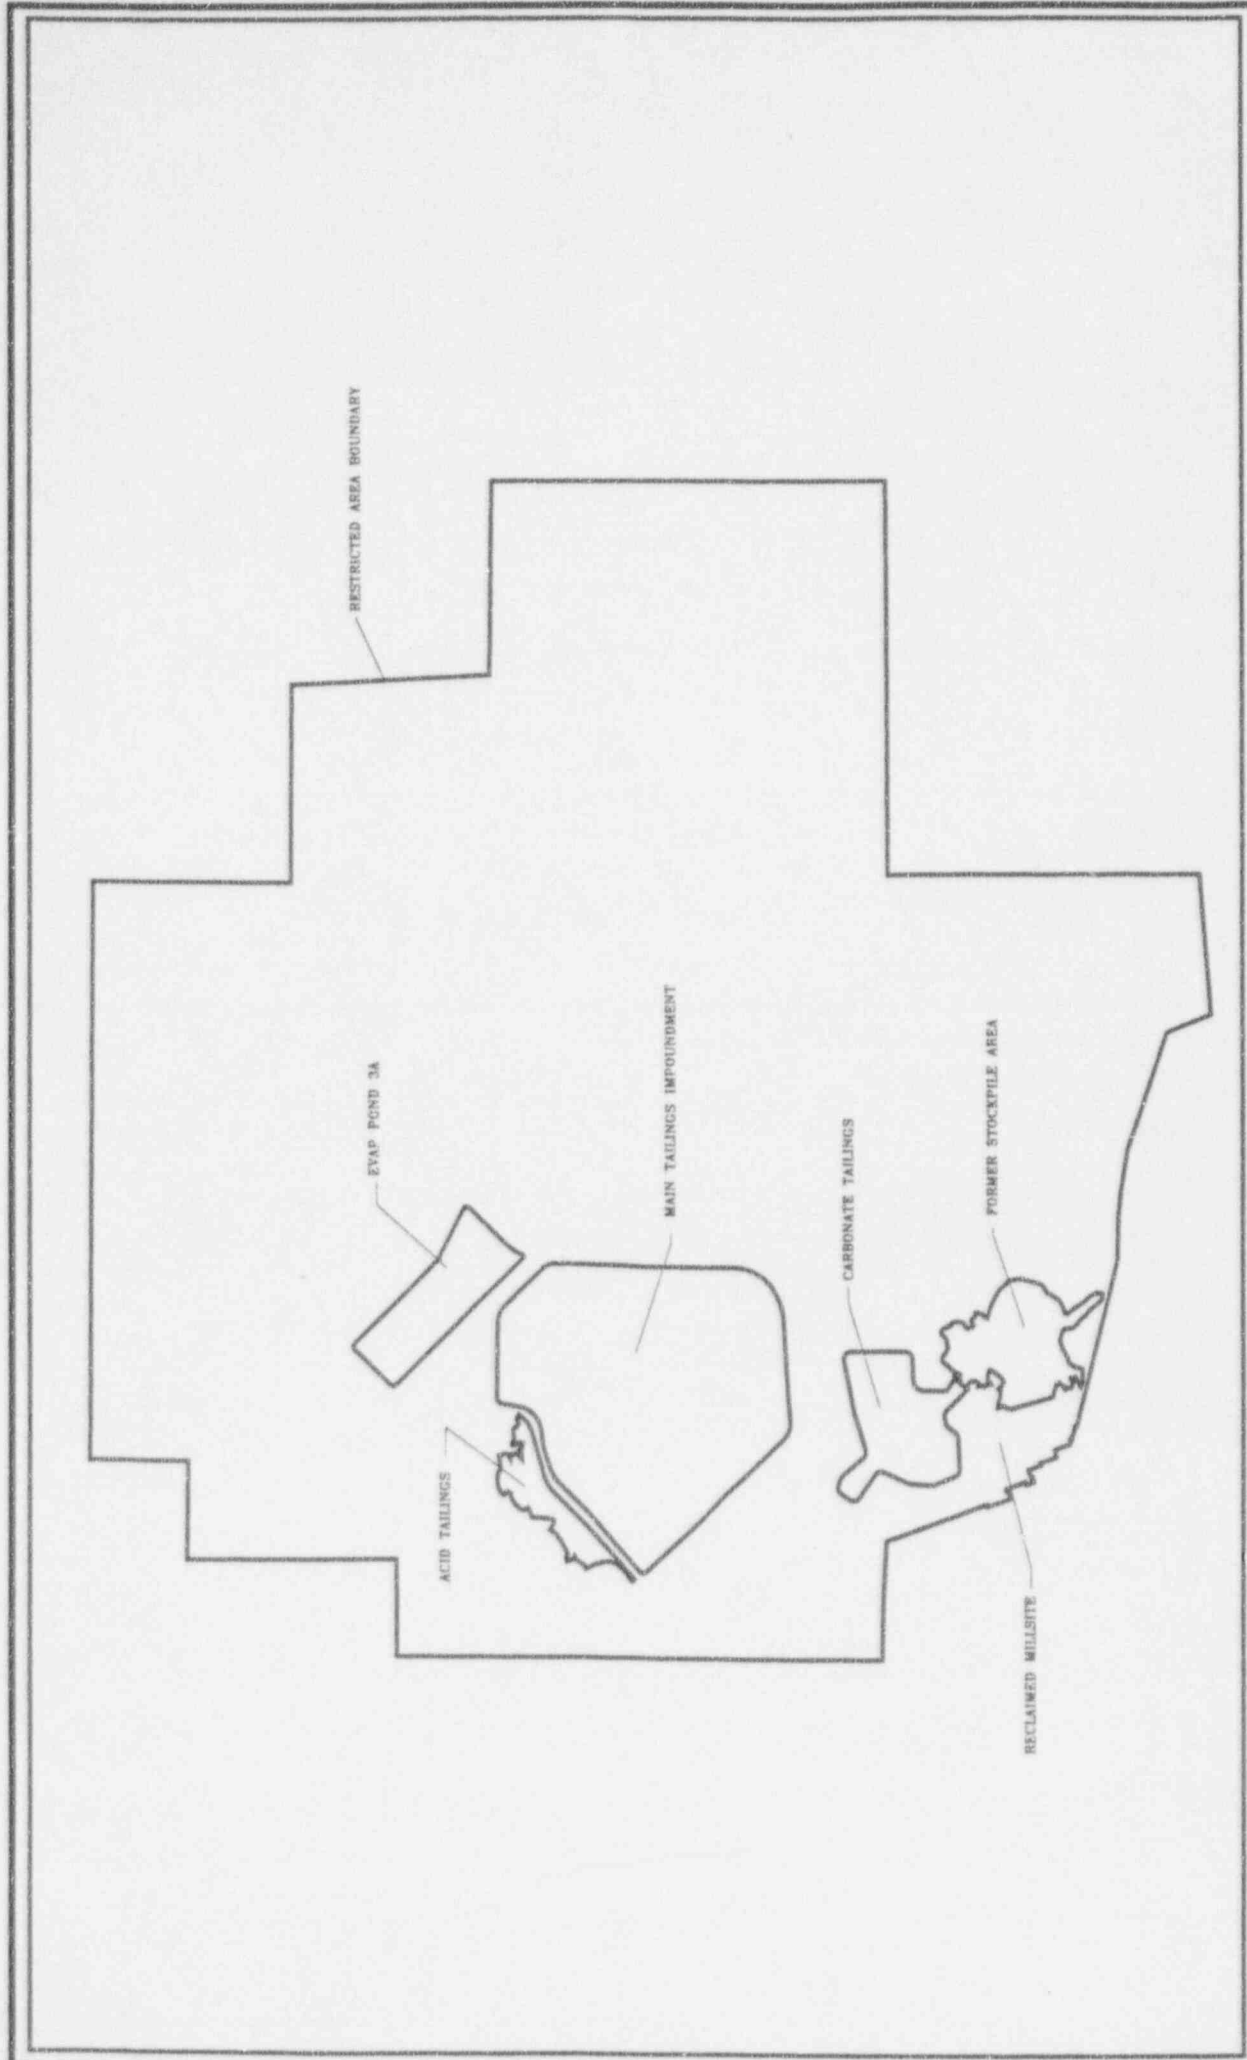 RESTRICTED AREA BOUNDARY
EVAP POND 3A
ACID TAILINGS
MAIN TAILINGS IMPOUNDMENT
CARBONATE TAILINGS
FORMER STOCKPILE AREA
RECLAIMED MILLSITE